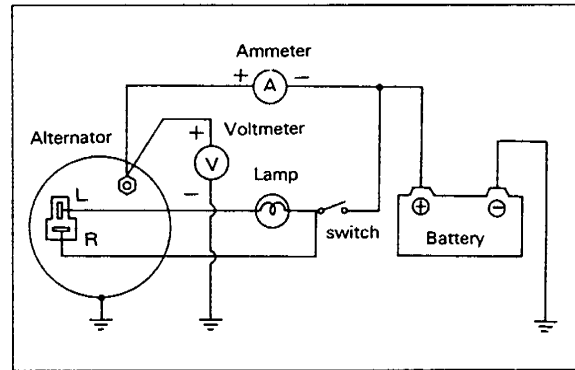 Ammeter
+ A −
Alternator
+ Voltmeter
V
L
−
Lamp
R
switch
+ −
Battery